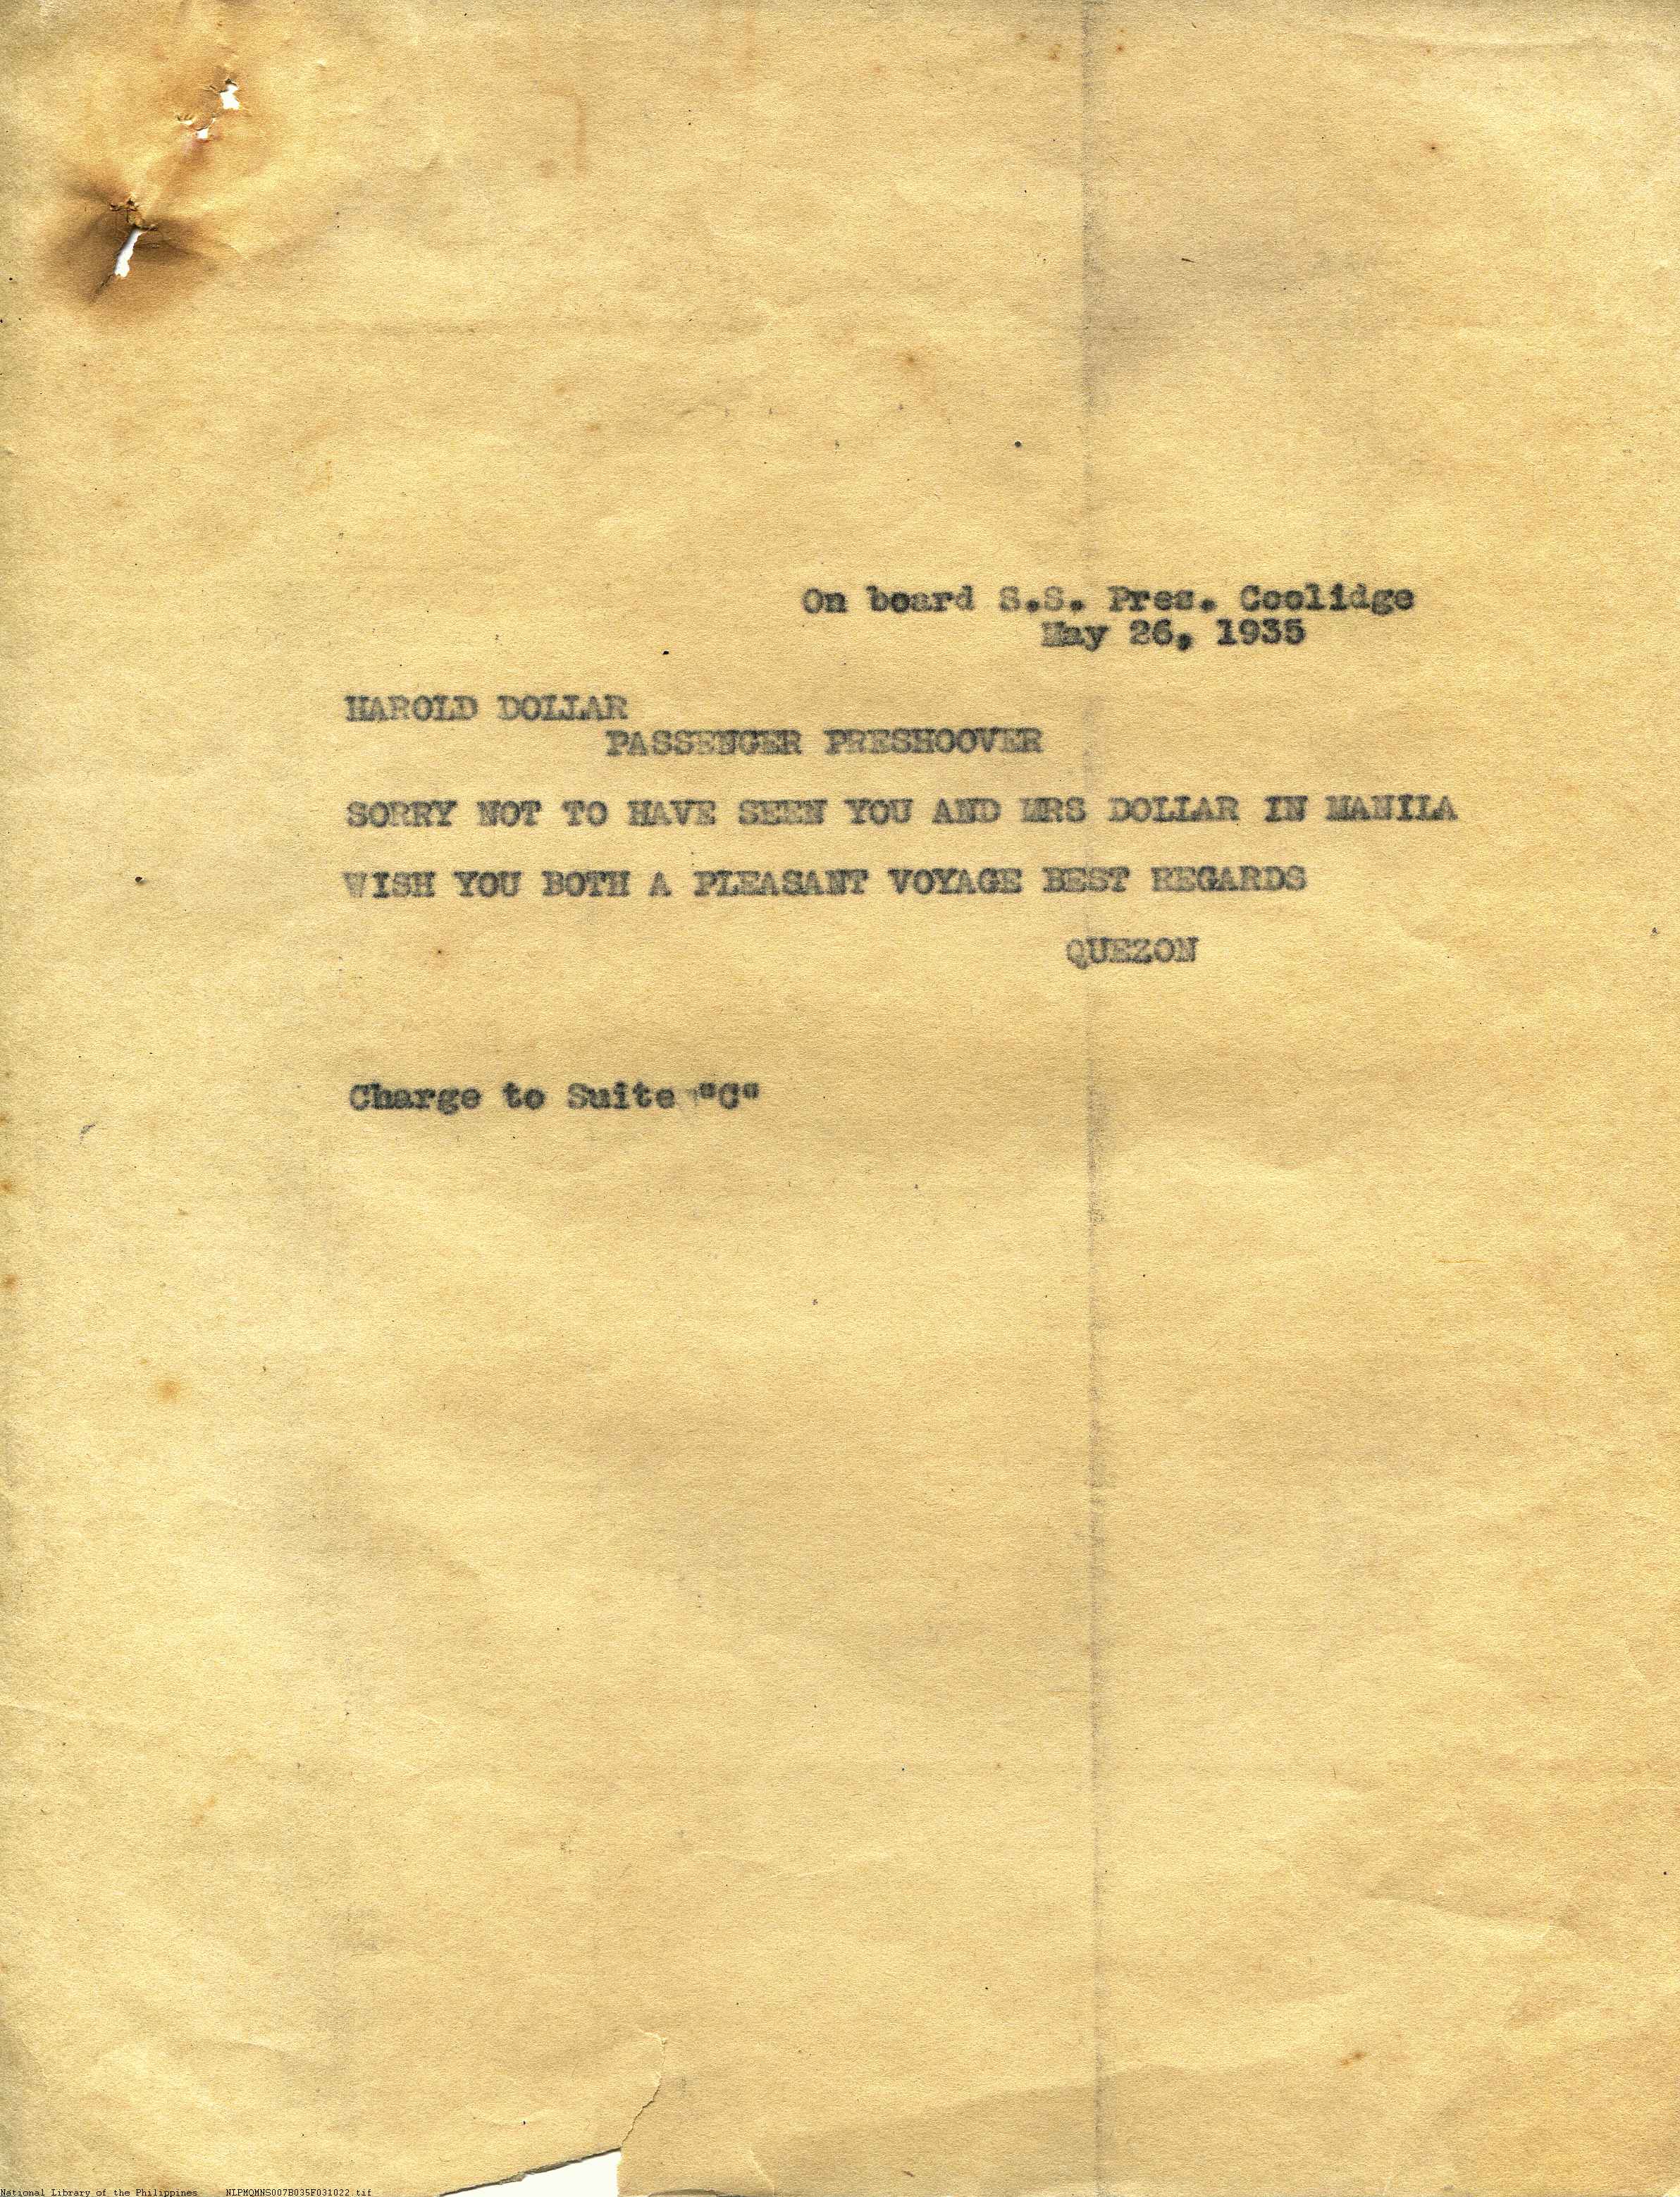 On board S.S. Pres. Coolidge
May 26, 1935
HAROLD DOLLAR
PASSENGER PRESHOOVER
SORRY NOT TO HAVE SEEN YOU AND MRS DOLLAR IN MANILA
WISH YOU BOTH A PLEASANT VOYAGE BEST REGARDS
QUEZON
Charge to Suite "C"
National Library of the Philippines NLPMQMNS007B035F031022.tif